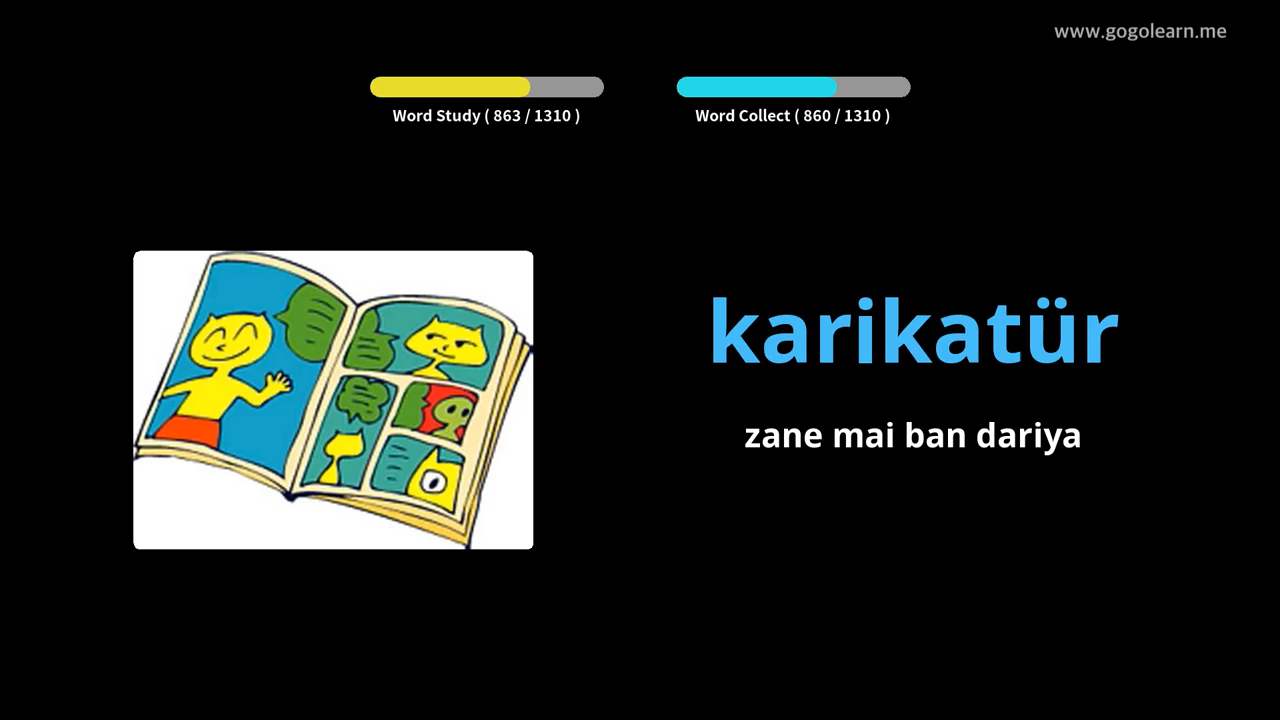 www.gogolearn.me
Word Study ( 863 / 1310 )
Word Collect ( 860 / 1310 )
karikatür
zane mai ban dariya